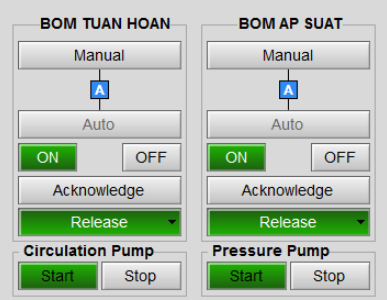 BOM TUAN HOAN
Manual
A
Auto
ON OFF
Acknowledge
Release
Circulation Pump
Start Stop
BOM AP SUAT
Manual
A
Auto
ON OFF
Acknowledge
Release
Pressure Pump
Start Stop